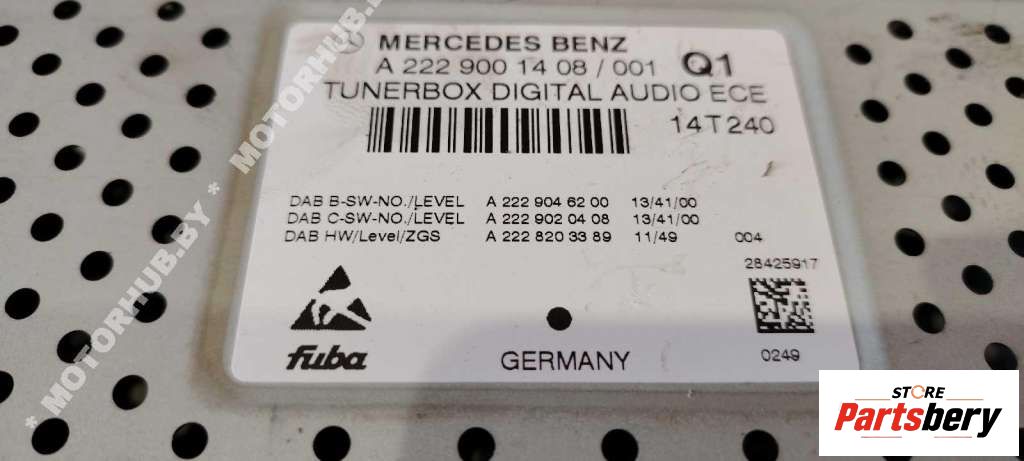 MERCEDES BENZ
A 222 900 14 08 / 001 Q1
TUNERBOX DIGITAL AUDIO ECE
14T240
DAB B-SW-NO./LEVEL A 222 904 62 00 13/41/00
DAB C-SW-NO./LEVEL A 222 902 04 08 13/41/00
DAB HW/Level/ZGS A 222 820 33 89 11/49 004
28425917
fuba
GERMANY
0249
* MOTORHUB.BY * MOTORHUB.BY
STORE
Partsbery